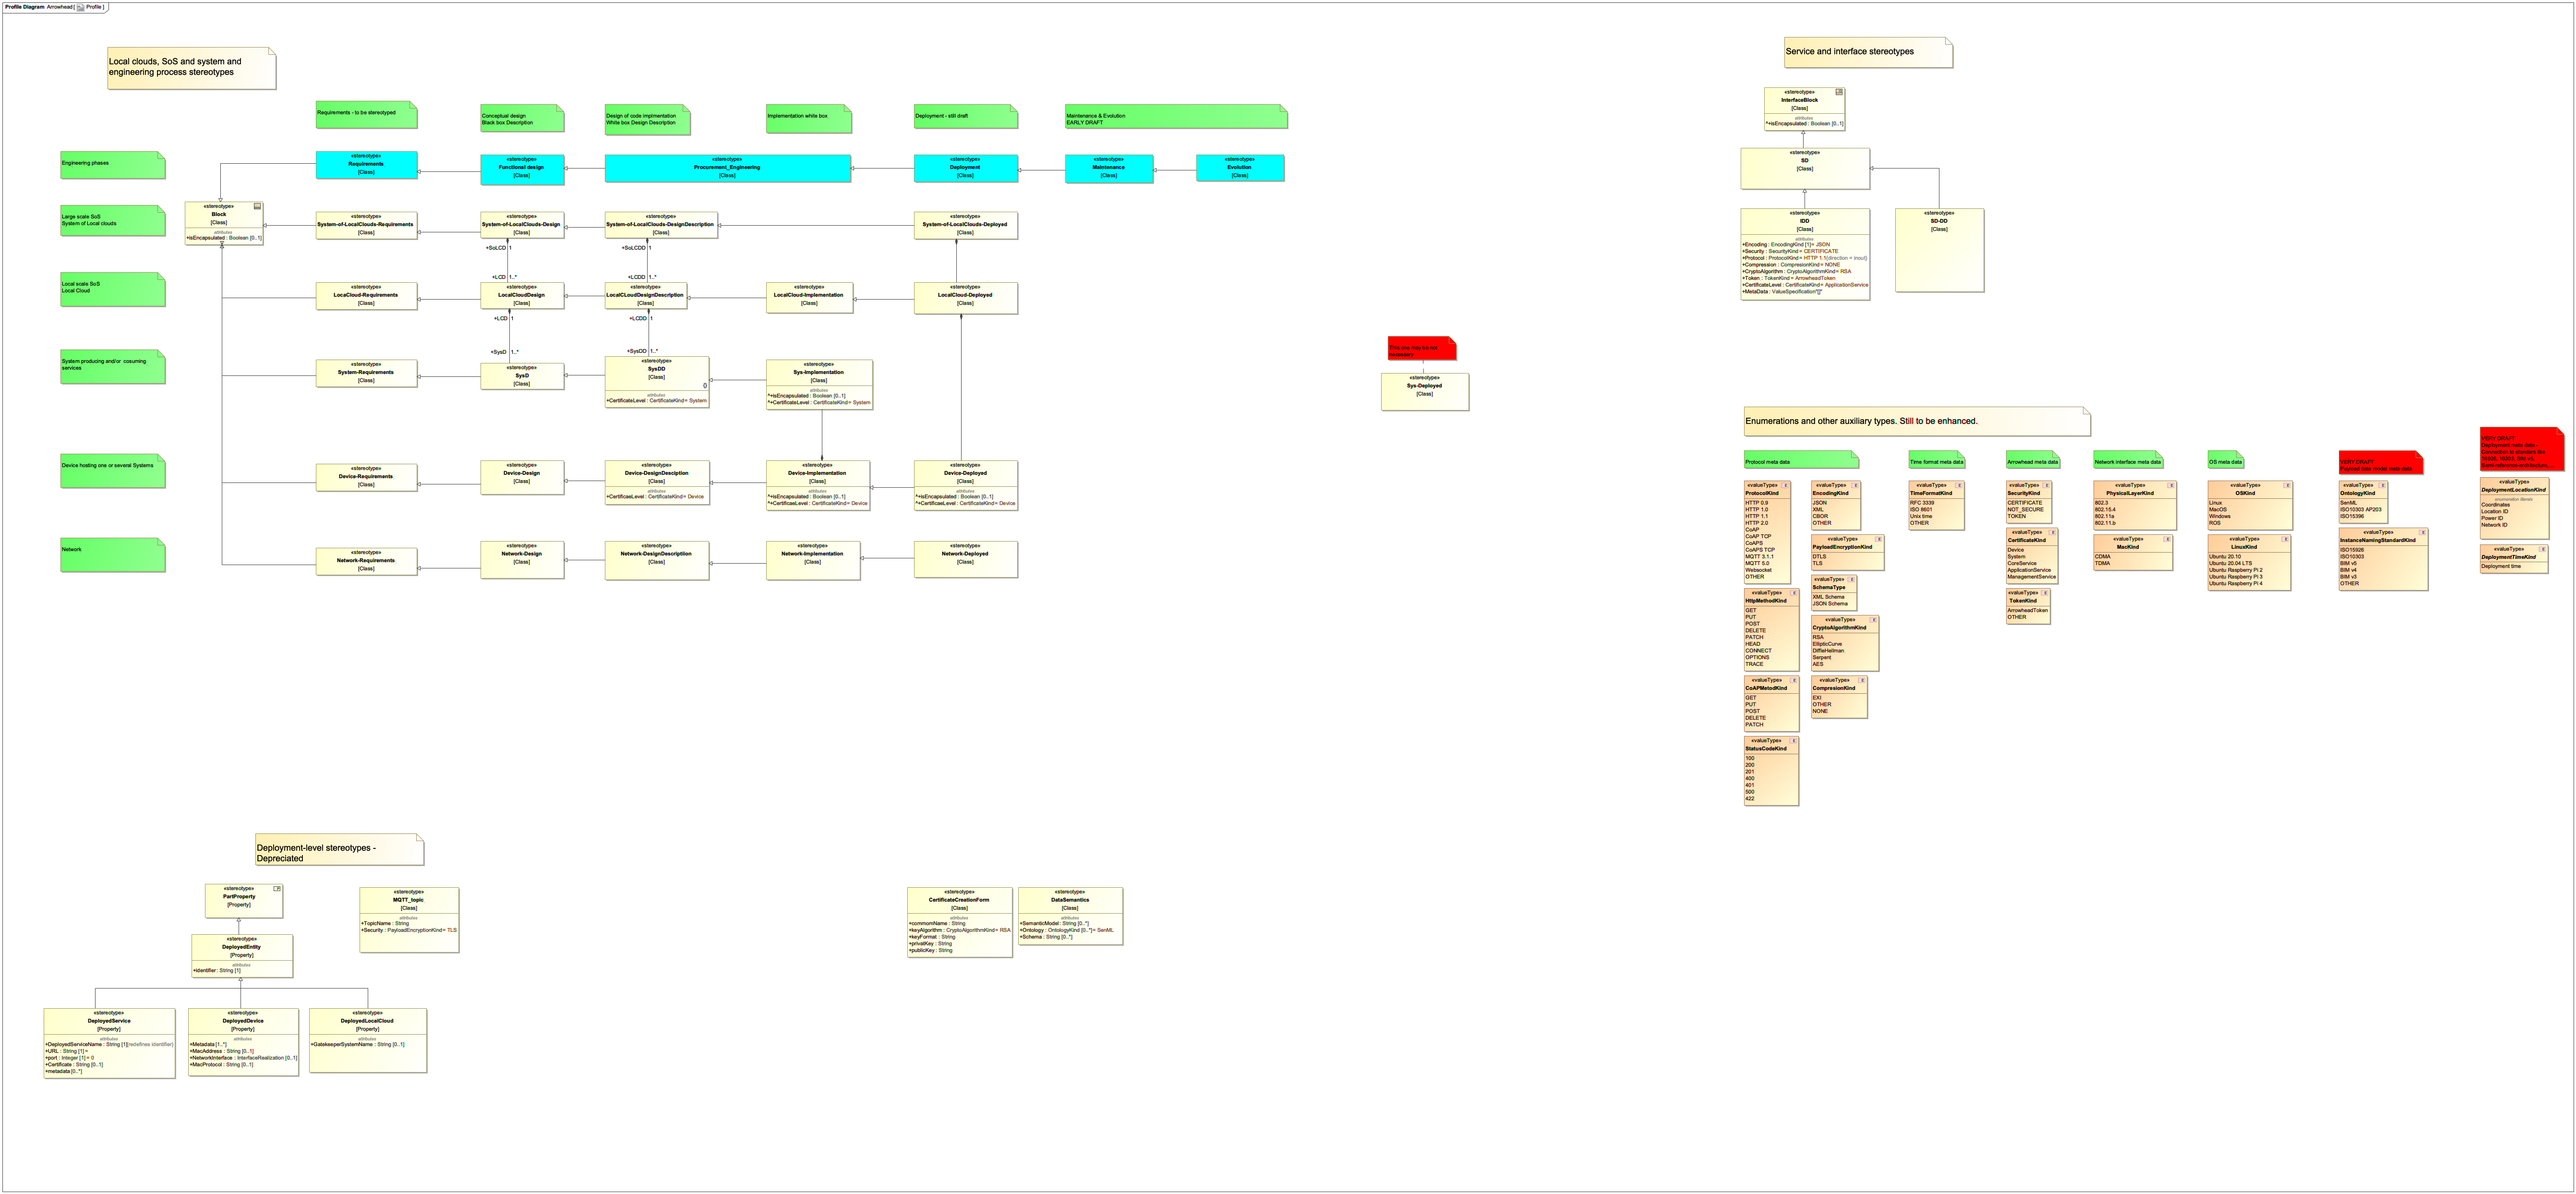 Profile Diagram Arrowhead[ Profile ]
Local clouds, SoS and system and
engineering process stereotypes
Requirements - to be stereotyped
Conceptual design
Black box Description
Design of code implmentation
White box Design Description
Implementation white box
Deployment - still draft
Maintenance & Evolution
EARLY DRAFT
Engineering phases
«stereotype»
Requirements
[Class]
«stereotype»
Functional design
[Class]
«stereotype»
Procurement_Engineering
[Class]
«stereotype»
Deployment
[Class]
«stereotype»
Maintenance
[Class]
«stereotype»
Evolution
[Class]
Large scale SoS
System of Local clouds
«stereotype»
Block
[Class]
attributes
+isEncapsulated : Boolean [0..1]
«stereotype»
System-of-LocalClouds-Requirements
[Class]
«stereotype»
System-of-LocalClouds-Design
[Class]
«stereotype»
System-of-LocalClouds-DesignDescription
[Class]
«stereotype»
System-of-LocalClouds-Deployed
[Class]
+SoLCD 1
+LCD 1..*
+SoLCDD 1
+LCDD 1..*
Local scale SoS
Local Cloud
«stereotype»
LocaCloud-Requirements
[Class]
«stereotype»
LocalCloudDesign
[Class]
«stereotype»
LocalCLoudDesignDescription
[Class]
«stereotype»
LocalCloud-Implementation
[Class]
«stereotype»
LocalCloud-Deployed
[Class]
+LCD 1
+SysD 1..*
+LCDD 1
+SysDD 1..*
System producing and/or cosuming
services
«stereotype»
System-Requirements
[Class]
«stereotype»
SysD
[Class]
«stereotype»
SysDD
[Class]
{}
attributes
+CertificateLevel : CertificateKind= System
«stereotype»
Sys-Implementation
[Class]
attributes
^+isEncapsulated : Boolean [0..1]
^+CertificateLevel : CertificateKind= System
This one may be not
necessary
«stereotype»
Sys-Deployed
[Class]
Device hosting one or several Systems
«stereotype»
Device-Requirements
[Class]
«stereotype»
Device-Design
[Class]
«stereotype»
Device-DesignDesciption
[Class]
attributes
+CertificaeLevel : CertificateKind= Device
«stereotype»
Device-Implementation
[Class]
attributes
^+isEncapsulated : Boolean [0..1]
^+CertificaeLevel : CertificateKind= Device
«stereotype»
Device-Deployed
[Class]
attributes
^+isEncapsulated : Boolean [0..1]
^+CertificaeLevel : CertificateKind= Device
Network
«stereotype»
Network-Requirements
[Class]
«stereotype»
Network-Design
[Class]
«stereotype»
Network-DesignDescrtiption
[Class]
«stereotype»
Network-Implementation
[Class]
«stereotype»
Network-Deployed
[Class]
Service and interface stereotypes
«stereotype»
InterfaceBlock
[Class]
attributes
^+isEncapsulated : Boolean [0..1]
«stereotype»
SD
[Class]
«stereotype»
IDD
[Class]
attributes
+Encoding : EncodingKind [1]= JSON
+Security : SecurityKind= CERTIFICATE
+Protocol : ProtocolKind= HTTP 1.1{direction = inout}
+Compression : CompresionKind= NONE
+CryptoAlgorithm : CryptoAlgorithmKind= RSA
+Token : TokenKind= ArrowheadToken
+CertificateLevel : CertificateKind= ApplicationService
+MetaData : ValueSpecification"[]"
«stereotype»
SD-DD
[Class]
Enumerations and other auxiliary types. Still to be enhanced.
Protocol meta data
Time format meta data
Arrowhead meta data
Network interface meta data
OS meta data
VERY DRAFT
Payload data model meta data
VERY DRAFT
Deployment meta data -
«valueType»
ProtocolKind
HTTP 0.9
HTTP 1.0
HTTP 1.1
HTTP 2.0
CoAP
CoAP TCP
CoAPS
CoAPS TCP
MQTT 3.1.1
MQTT 5.0
Websocket
OTHER
«valueType»
HttpMethodKind
GET
PUT
POST
DELETE
PATCH
HEAD
CONNECT
OPTIONS
TRACE
«valueType»
CoAPMetodKind
GET
PUT
POST
DELETE
PATCH
«valueType»
StatusCodeKind
100
200
201
400
401
500
422
«valueType»
EncodingKind
JSON
XML
CBOR
OTHER
«valueType»
PayloadEncryptionKind
DTLS
TLS
«valueType»
SchemaType
XML Schema
JSON Schema
«valueType»
CryptoAlgorithmKind
RSA
EllipticCurve
DiffieHellman
Serpent
AES
«valueType»
CompresionKind
EXI
OTHER
NONE
«valueType»
TimeFormatKind
RFC 3339
ISO 8601
Unix time
OTHER
«valueType»
SecurityKind
CERTIFICATE
NOT_SECURE
TOKEN
«valueType»
CertificateKind
Device
System
CoreService
ApplicationService
ManagementService
«valueType»
TokenKind
ArrowheadToken
OTHER
«valueType»
PhysicalLayerKind
802.3
802.15.4
802.11a
802.11.b
«valueType»
MacKind
CDMA
TDMA
«valueType»
OSKind
Linux
MacOS
Windows
ROS
«valueType»
LinuxKind
Ubuntu 20.10
Ubuntu 20.04 LTS
Ubuntu Raspberry Pi 2
Ubuntu Raspberry Pi 3
Ubuntu Raspberry Pi 4
«valueType»
OntologyKind
SenML
ISO10303 AP203
ISO15396
«valueType»
InstanceNamingStandardKind
ISO15926
ISO10303
BIM v5
BIM v4
BIM v3
OTHER
«valueType»
DeploymentLocationKind
enumeration literals
Coordinates
Location ID
Power ID
Network ID
«valueType»
DeploymentTimeKind
Deployment time
Deployment-level stereotypes -
Depreciated
«stereotype»
PartProperty
[Property]
«stereotype»
DeployedEntity
[Property]
attributes
+identifier : String [1]
«stereotype»
MQTT_topic
[Class]
attributes
+TopicName : String
+Security : PayloadEncryptionKind= TLS
«stereotype»
CertificateCreationForm
[Class]
attributes
+commomName : String
+keyAlgorithm : CryptoAlgorithmKind= RSA
+keyFormat : String
+privatKey : String
+publicKey : String
«stereotype»
DataSemantics
[Class]
attributes
+SemanticModel : String [0..*]
+Ontology : OntologyKind [0..*]= SenML
+Schema : String [0..*]
«stereotype»
DeployedService
[Property]
attributes
+DeployedServiceName : String [1]{redefines identifier}
+URL : String [1] =
+port : Integer [1] = 0
+Certificate : String [0..1]
+metadata [0..*]
«stereotype»
DeployedDevice
[Property]
attributes
+Metadata [1..*]
+MacAddress : String [0..1]
+NetworkInterface : InterfaceRealization [0..1]
+MacProtocol : String [0..1]
«stereotype»
DeployedLocalCloud
[Property]
attributes
+GatekeeperSystemName : String [0..1]